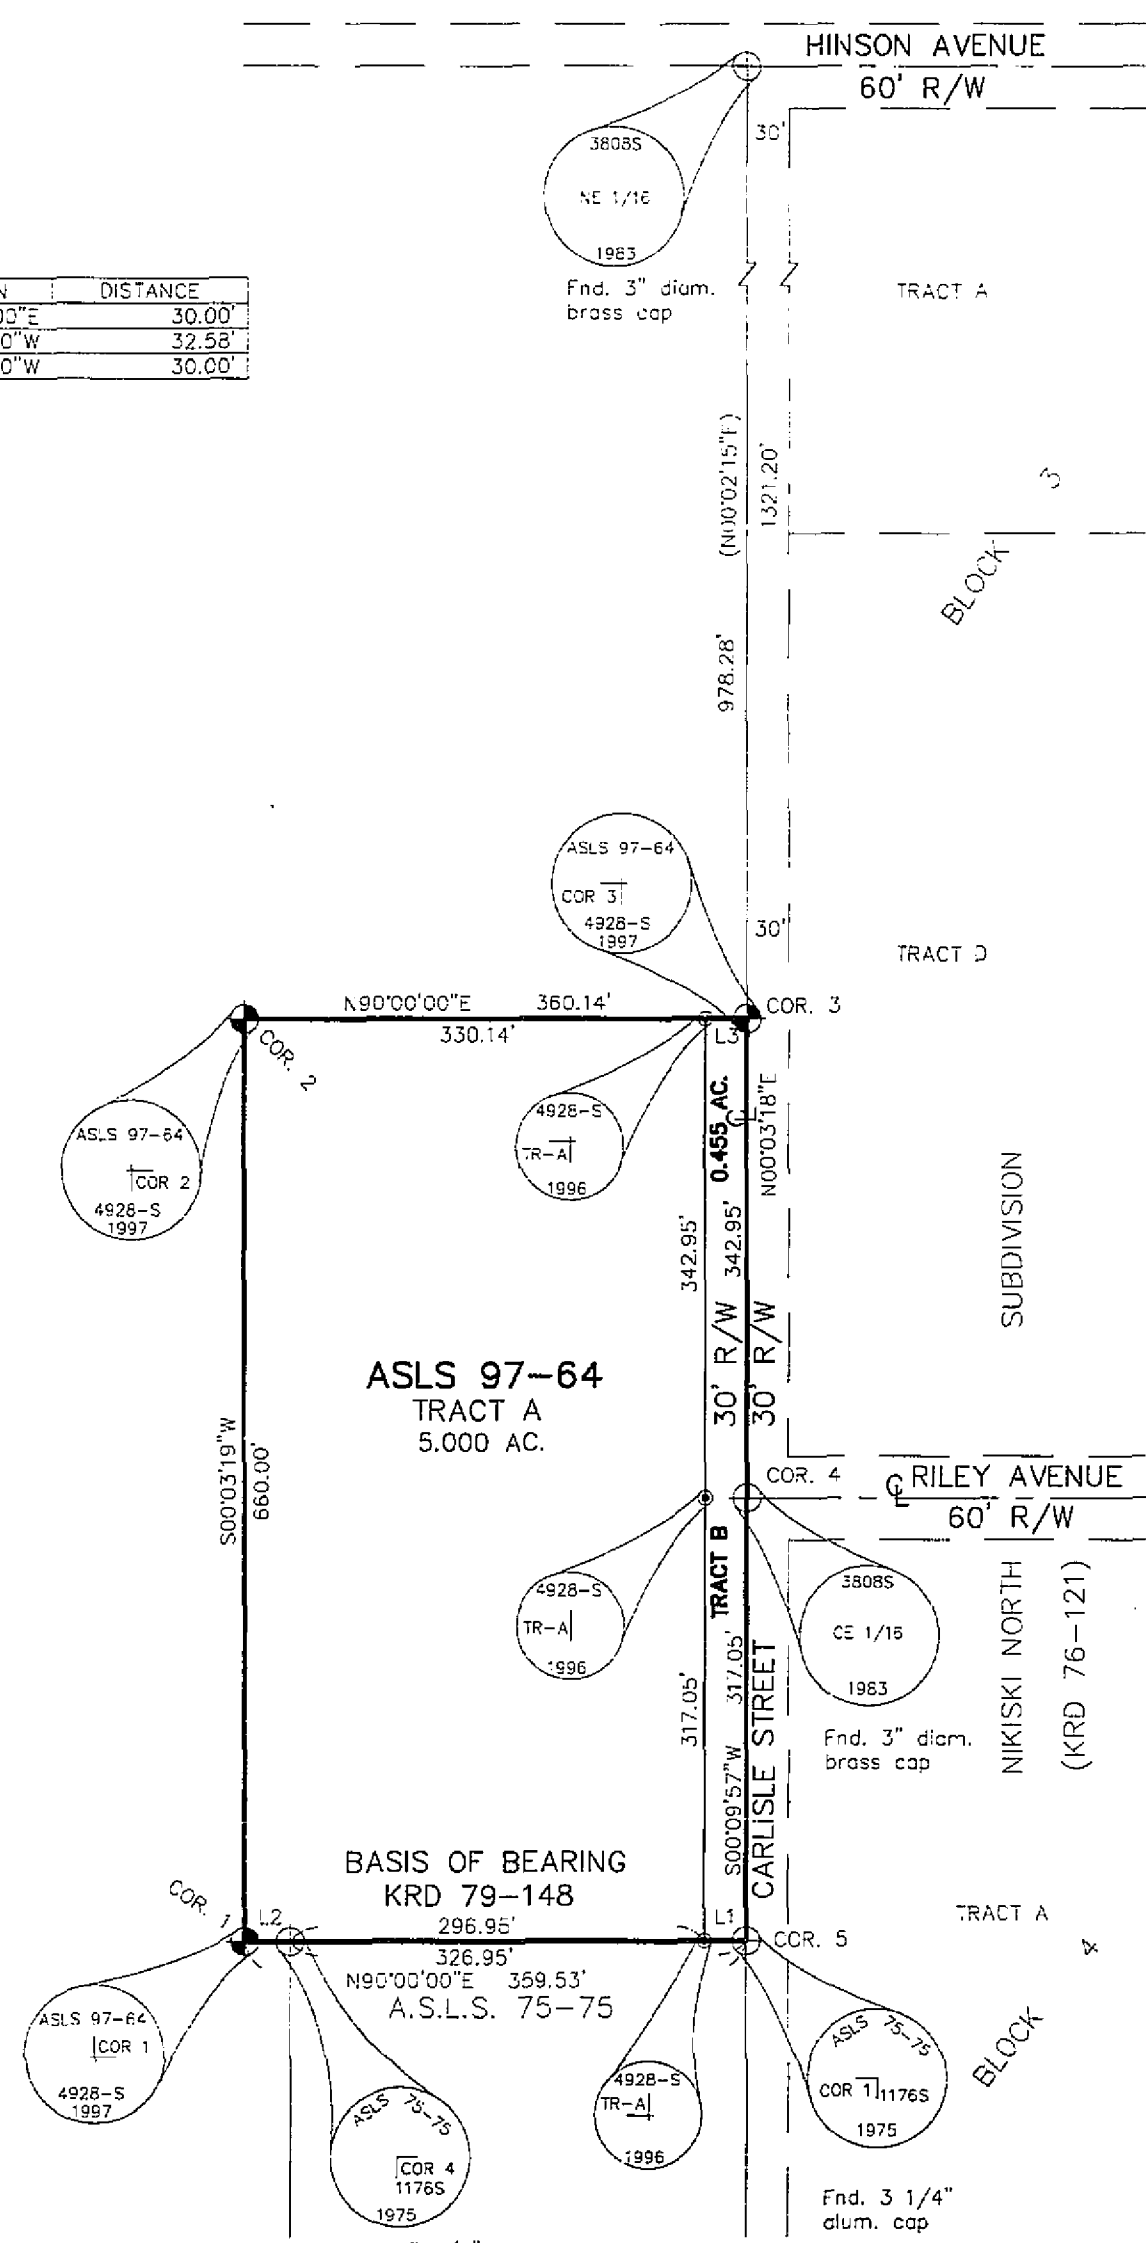 HINSON AVENUE
60' R/W
30'
3808S
NE 1/16
1983
Fnd. 3" diam.
brass cap
N DISTANCE
00"E 30.00'
0"W 32.58'
0"W 30.00'
TRACT A
(N00°02'15"E)
1321.20'
3
BLOCK
978.28'
ASLS 97-64
COR 3
4928-S
1997
30'
TRACT D
N90°00'00"E 360.14'
330.14'
COR. 3
L3
COR. 2
ASLS 97-64
COR 2
4928-S
1997
4928-S
TR-A
1996
0.455 AC.
N00°03'18"E
342.95'
342.95'
30' R/W
30' R/W
SUBDIVISION
ASLS 97-64
TRACT A
5.000 AC.
S00°03'19"W
660.00'
COR. 4
RILEY AVENUE
60' R/W
4928-S
TR-A
1996
TRACT B
3808S
CE 1/16
1983
Fnd. 3" diam.
brass cap
NIKISKI NORTH
(KRD 76-121)
317.05'
317.05'
S00°09'57"W
CARLISLE STREET
BASIS OF BEARING
KRD 79-148
296.95'
326.95'
N90°00'00"E 359.53'
A.S.L.S. 75-75
COR. 1
L2
L1
COR. 5
TRACT A
4
BLOCK
ASLS 97-64
COR 1
4928-S
1997
ASLS 75-75
COR 4
1176S
1975
4928-S
TR-A
1996
ASLS 75-75
COR 1 1176S
1975
Fnd. 3 1/4"
alum. cap